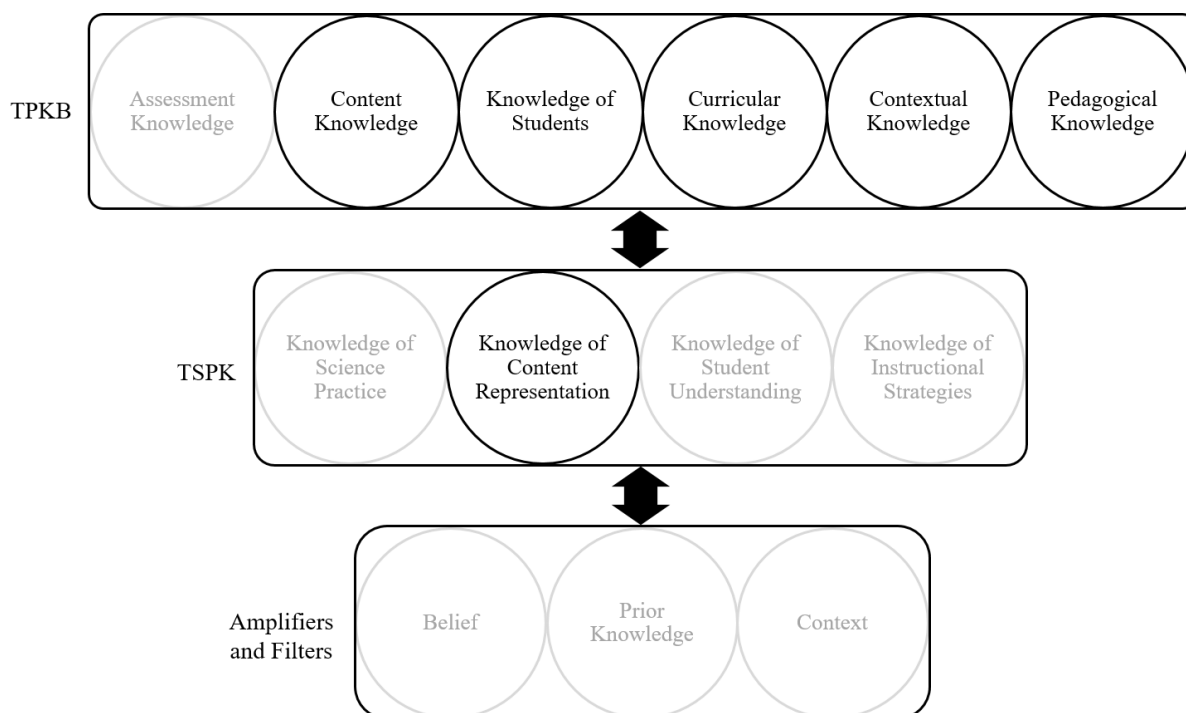 TPKB
Assessment
Knowledge
Content
Knowledge
Knowledge of
Students
Curricular
Knowledge
Contextual
Knowledge
Pedagogical
Knowledge
TSPK
Knowledge of
Science
Practice
Knowledge of
Content
Representation
Knowledge of
Student
Understanding
Knowledge of
Instructional
Strategies
Amplifiers
and Filters
Belief
Prior
Knowledge
Context